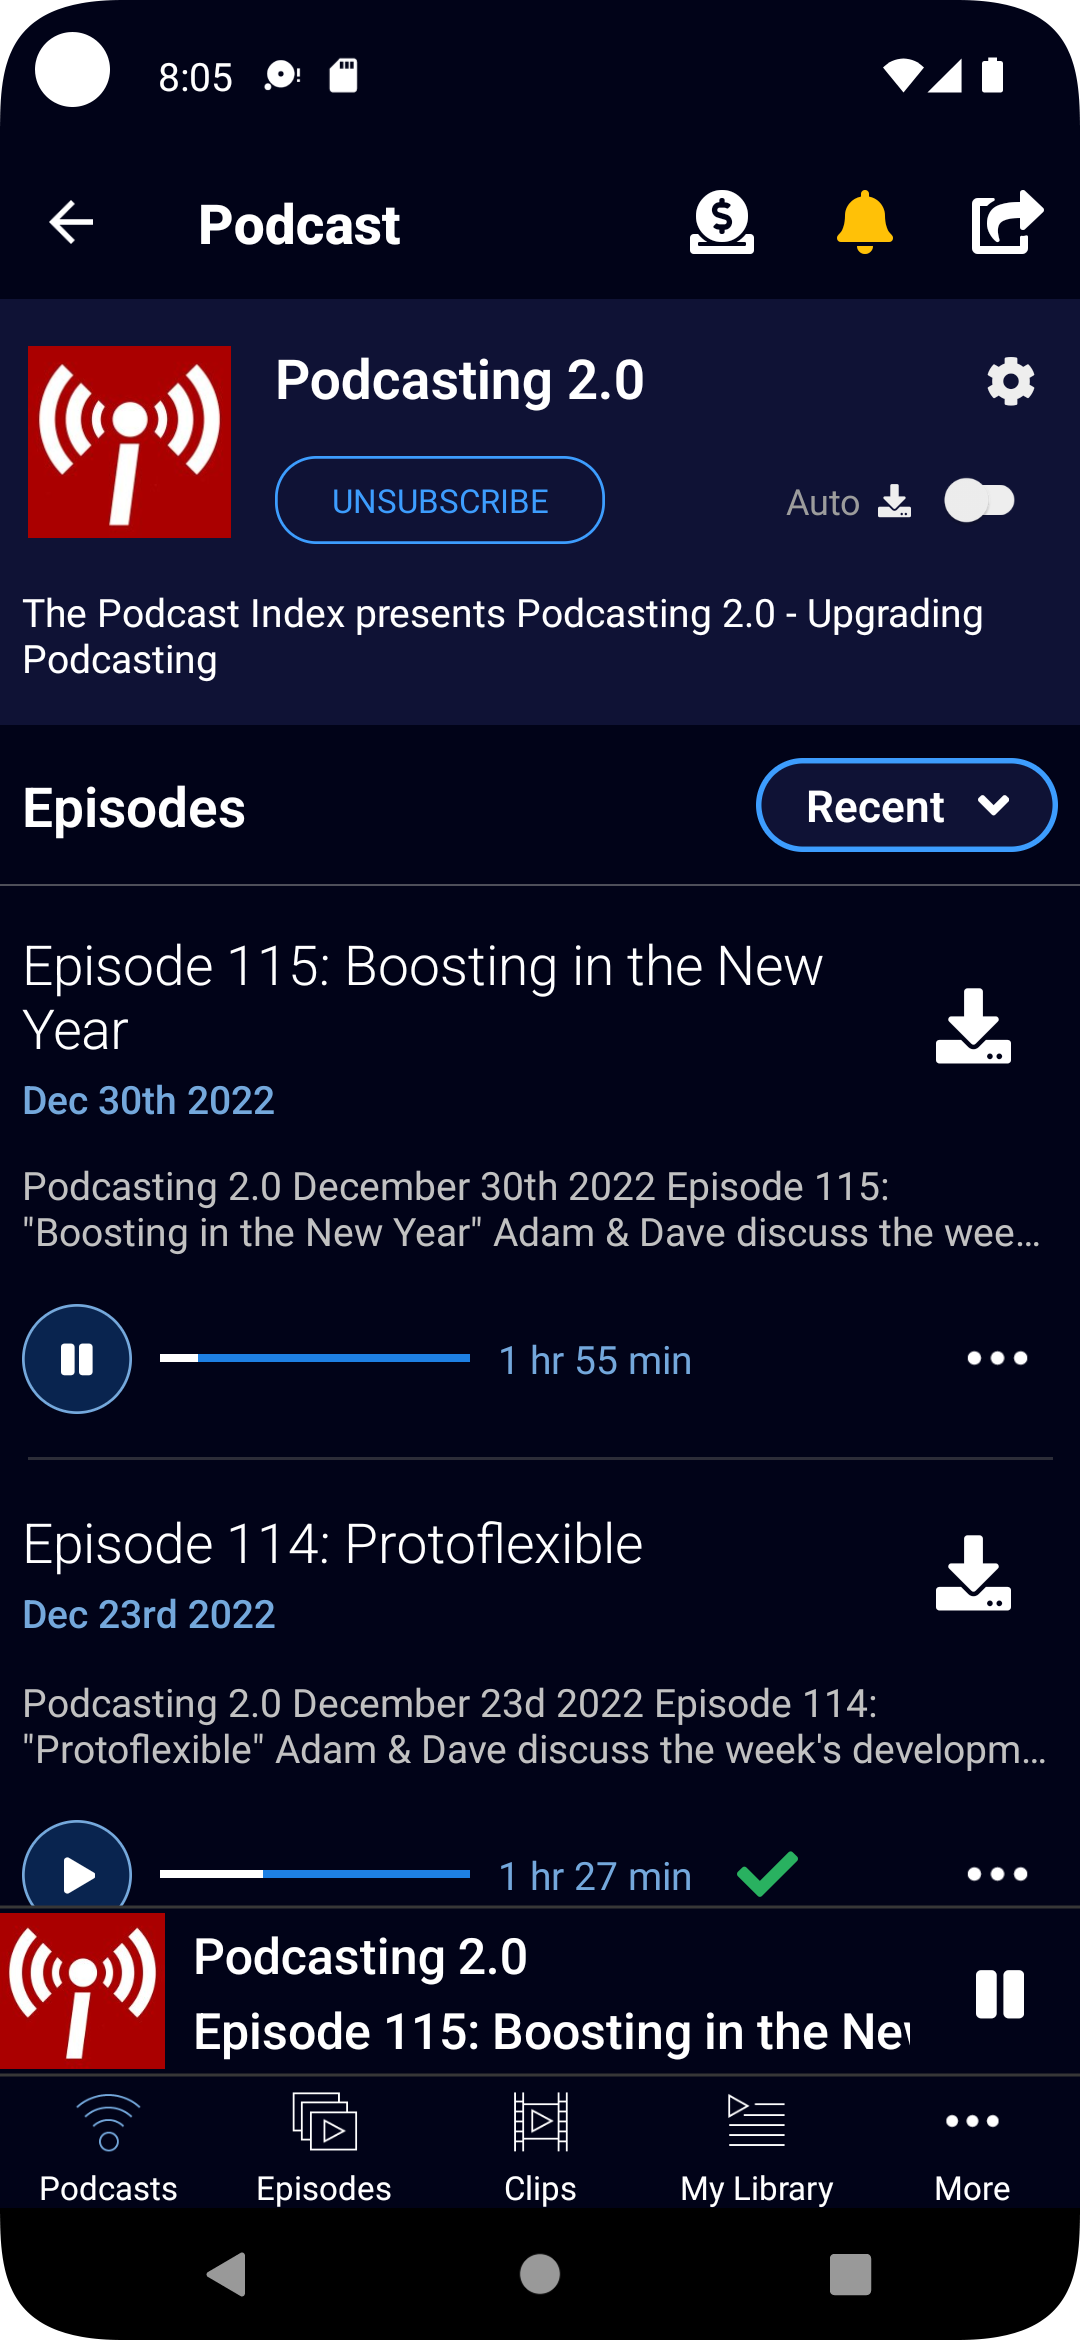 8:05
Podcast
Podcasting 2.0
UNSUBSCRIBE
Auto
The Podcast Index presents Podcasting 2.0 - Upgrading
Podcasting
Episodes
Recent
Episode 115: Boosting in the New
Year
Dec 30th 2022
Podcasting 2.0 December 30th 2022 Episode 115:
"Boosting in the New Year" Adam & Dave discuss the wee...
1 hr 55 min
Episode 114: Protoflexible
Dec 23rd 2022
Podcasting 2.0 December 23d 2022 Episode 114:
"Protoflexible" Adam & Dave discuss the week's developm...
1 hr 27 min
Podcasting 2.0
Episode 115: Boosting in the Ne
Podcasts
Episodes
Clips
My Library
More